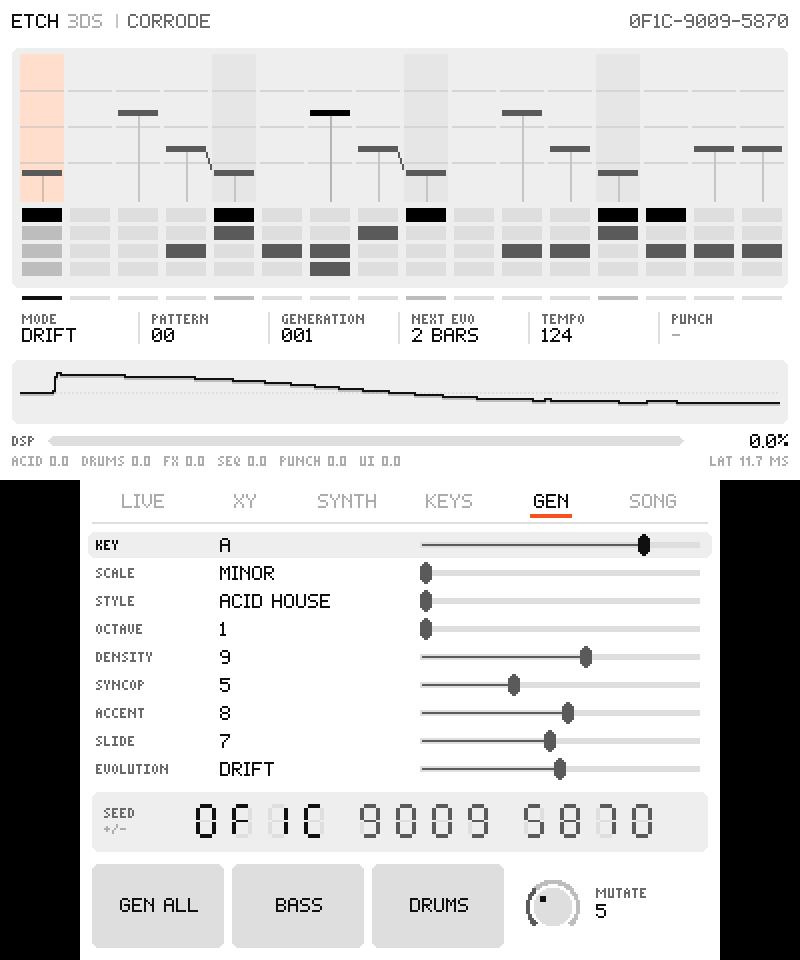 ETCH 3DS | CORRODE 0F1C-9009-5870
MODE PATTERN GENERATION NEXT EVO TEMPO PUNCH
DRIFT 00 001 2 BARS 124 -
DSP 0.0%
ACID 0.0 DRUMS 0.0 FX 0.0 SEQ 0.0 PUNCH 0.0 UI 0.0 LAT 11.7 MS
LIVE XY SYNTH KEYS GEN SONG
KEY A
SCALE MINOR
STYLE ACID HOUSE
OCTAVE 1
DENSITY 9
SYNCOP 5
ACCENT 8
SLIDE 7
EVOLUTION DRIFT
SEED 0F1C 9009 5870
+/-
GEN ALL BASS DRUMS MUTATE
5